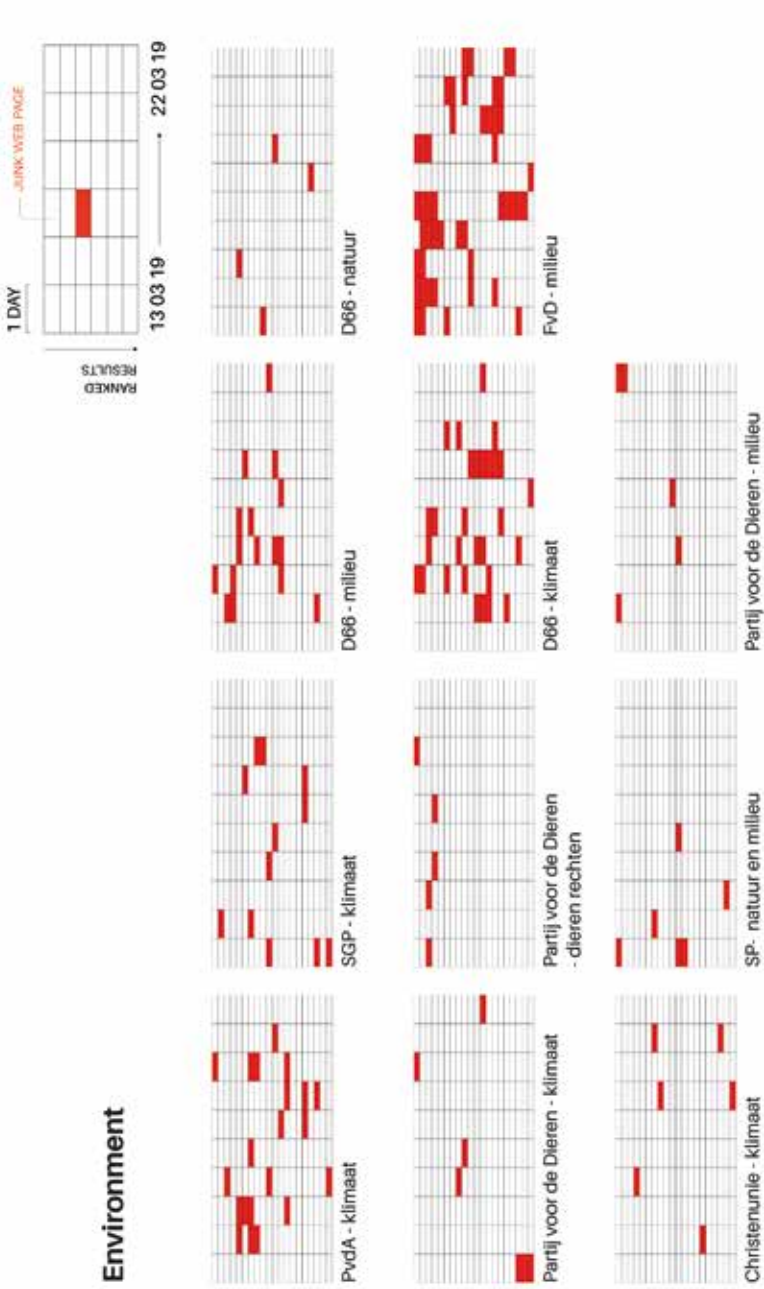 Environment
1 DAY
JUNK WEB PAGE
RANKED
RESULTS
13 03 19
22 03 19
PvdA - klimaat
SGP - klimaat
D66 - milieu
D66 - natuur
Partij voor de Dieren - klimaat
Partij voor de Dieren
- dieren rechten
D66 - klimaat
FvD - milieu
Christenunie - klimaat
SP- natuur en milieu
Partij voor de Dieren - milieu